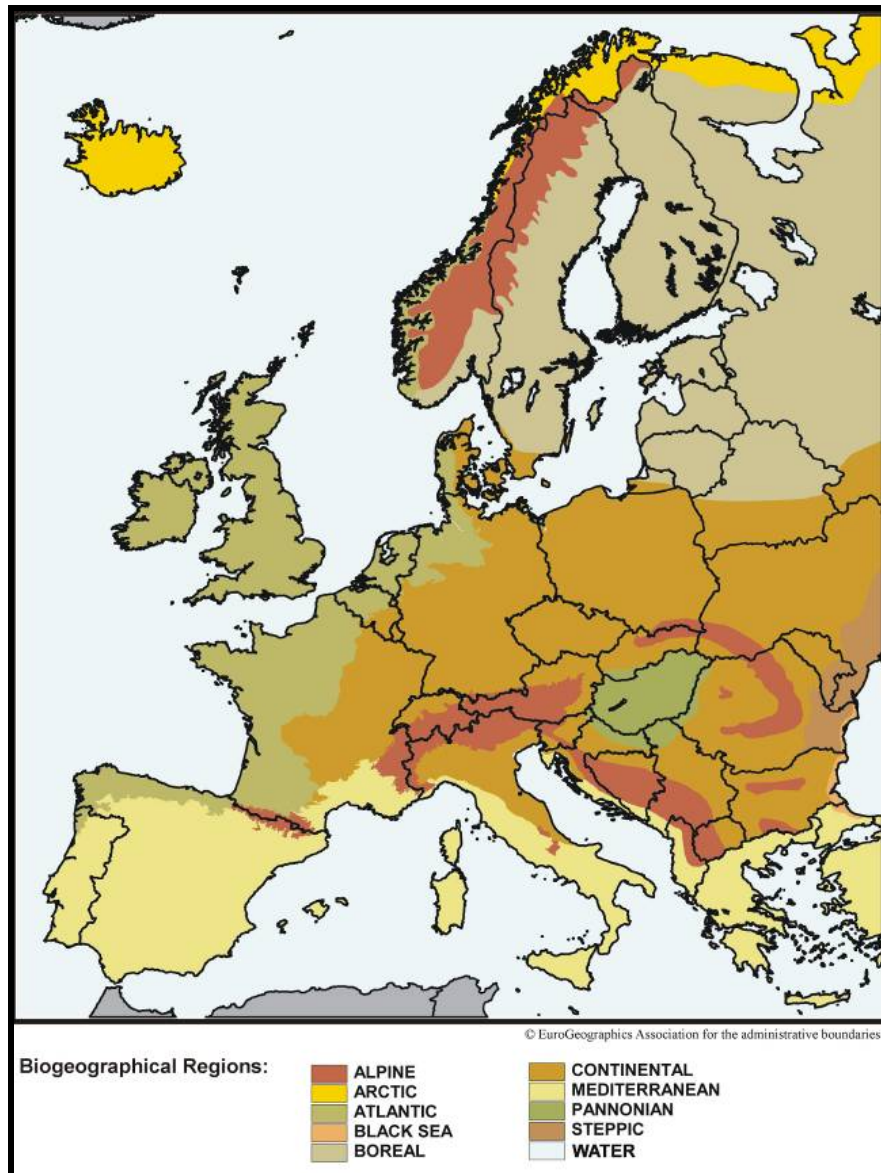 © EuroGeographics Association for the administrative boundaries
Biogeographical Regions:
ALPINE
ARCTIC
ATLANTIC
BLACK SEA
BOREAL
CONTINENTAL
MEDITERRANEAN
PANNONIAN
STEPPIC
WATER